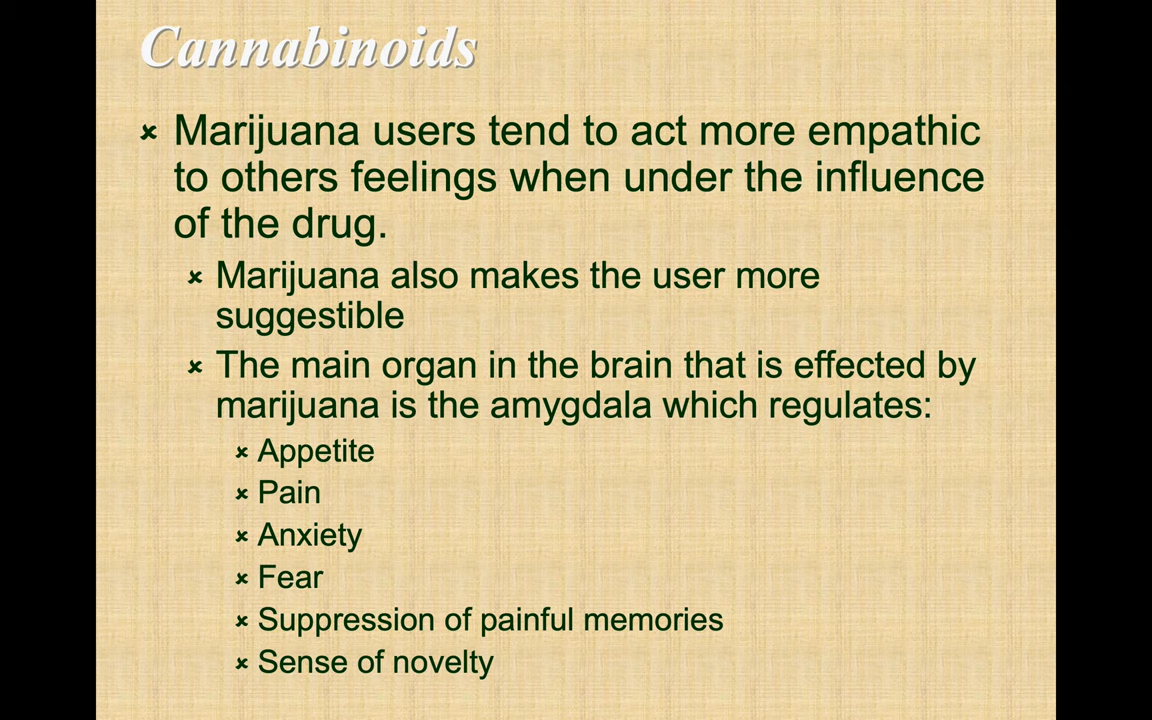 Cannabinoids
Marijuana users tend to act more empathic
to others feelings when under the influence
of the drug.
Marijuana also makes the user more
suggestible
The main organ in the brain that is effected by
marijuana is the amygdala which regulates:
Appetite
Pain
Anxiety
Fear
Suppression of painful memories
Sense of novelty